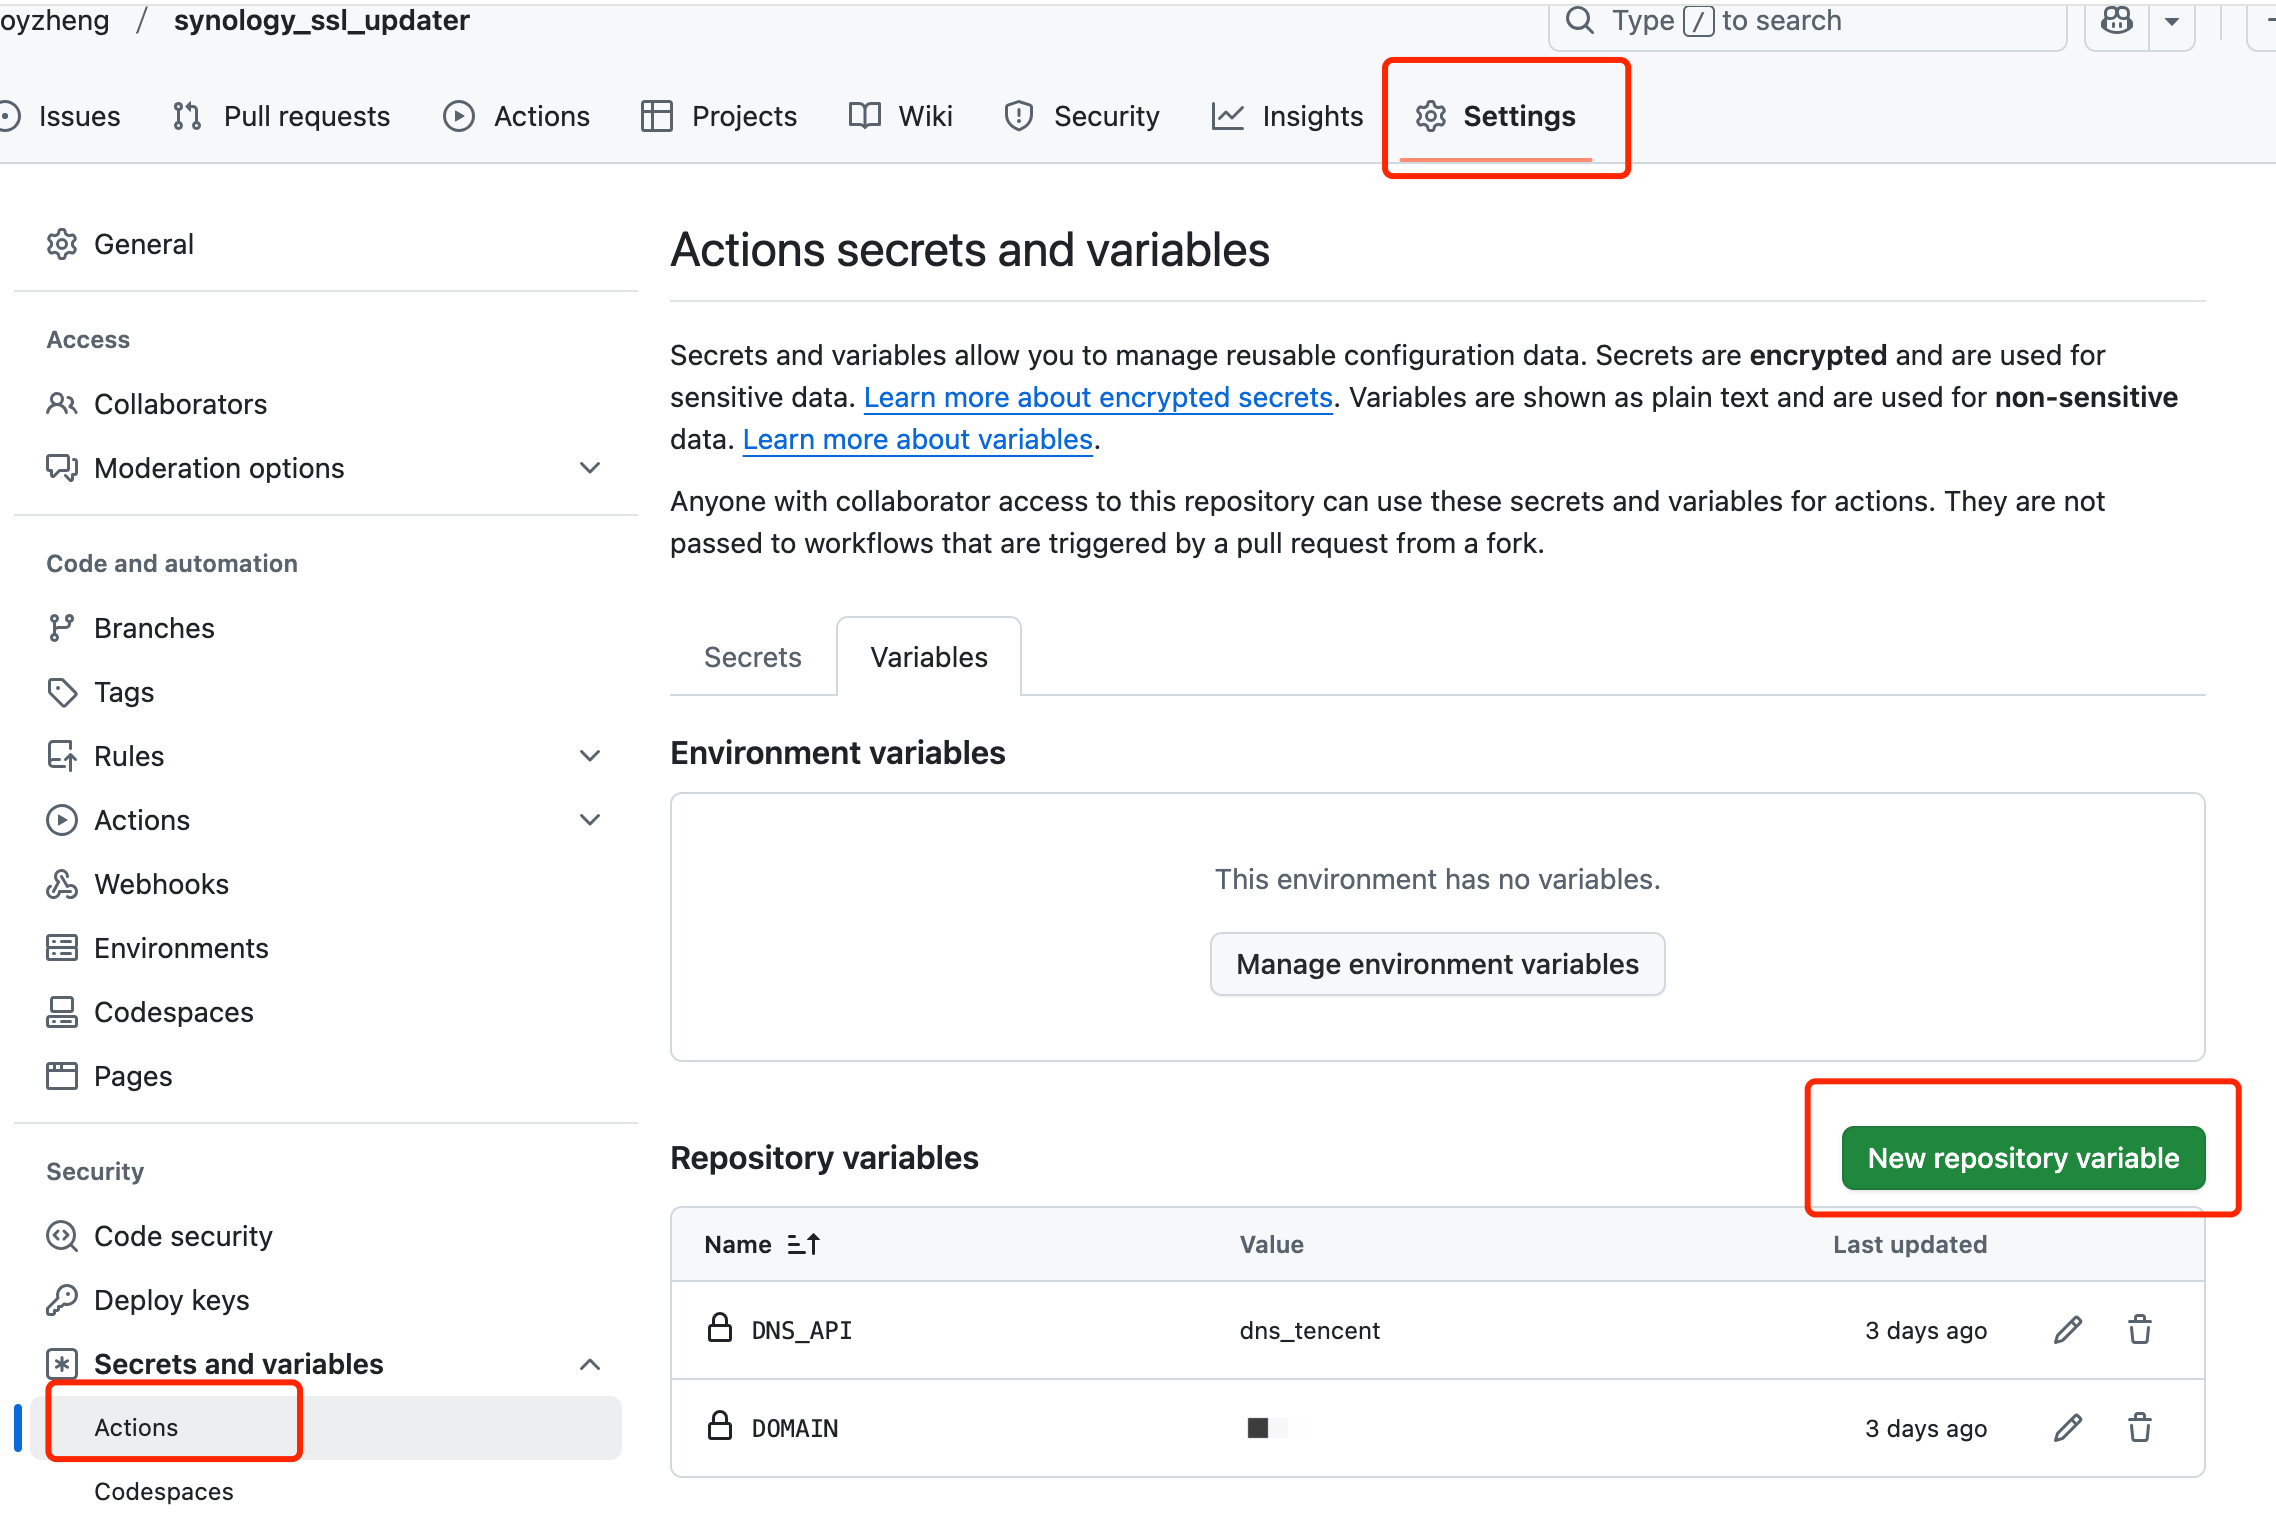 oyzheng / synology_ssl_updater
Type / to search
Issues Pull requests Actions Projects Wiki Security Insights Settings
General
Access
Collaborators
Moderation options
Code and automation
Branches
Tags
Rules
Actions
Webhooks
Environments
Codespaces
Pages
Security
Code security
Deploy keys
Secrets and variables
Actions
Codespaces
Actions secrets and variables
Secrets and variables allow you to manage reusable configuration data. Secrets are encrypted and are used for
sensitive data. Learn more about encrypted secrets. Variables are shown as plain text and are used for non-sensitive
data. Learn more about variables.
Anyone with collaborator access to this repository can use these secrets and variables for actions. They are not
passed to workflows that are triggered by a pull request from a fork.
Secrets Variables
Environment variables
This environment has no variables.
Manage environment variables
Repository variables
New repository variable
Name Value Last updated
DNS_API dns_tencent 3 days ago
DOMAIN 3 days ago